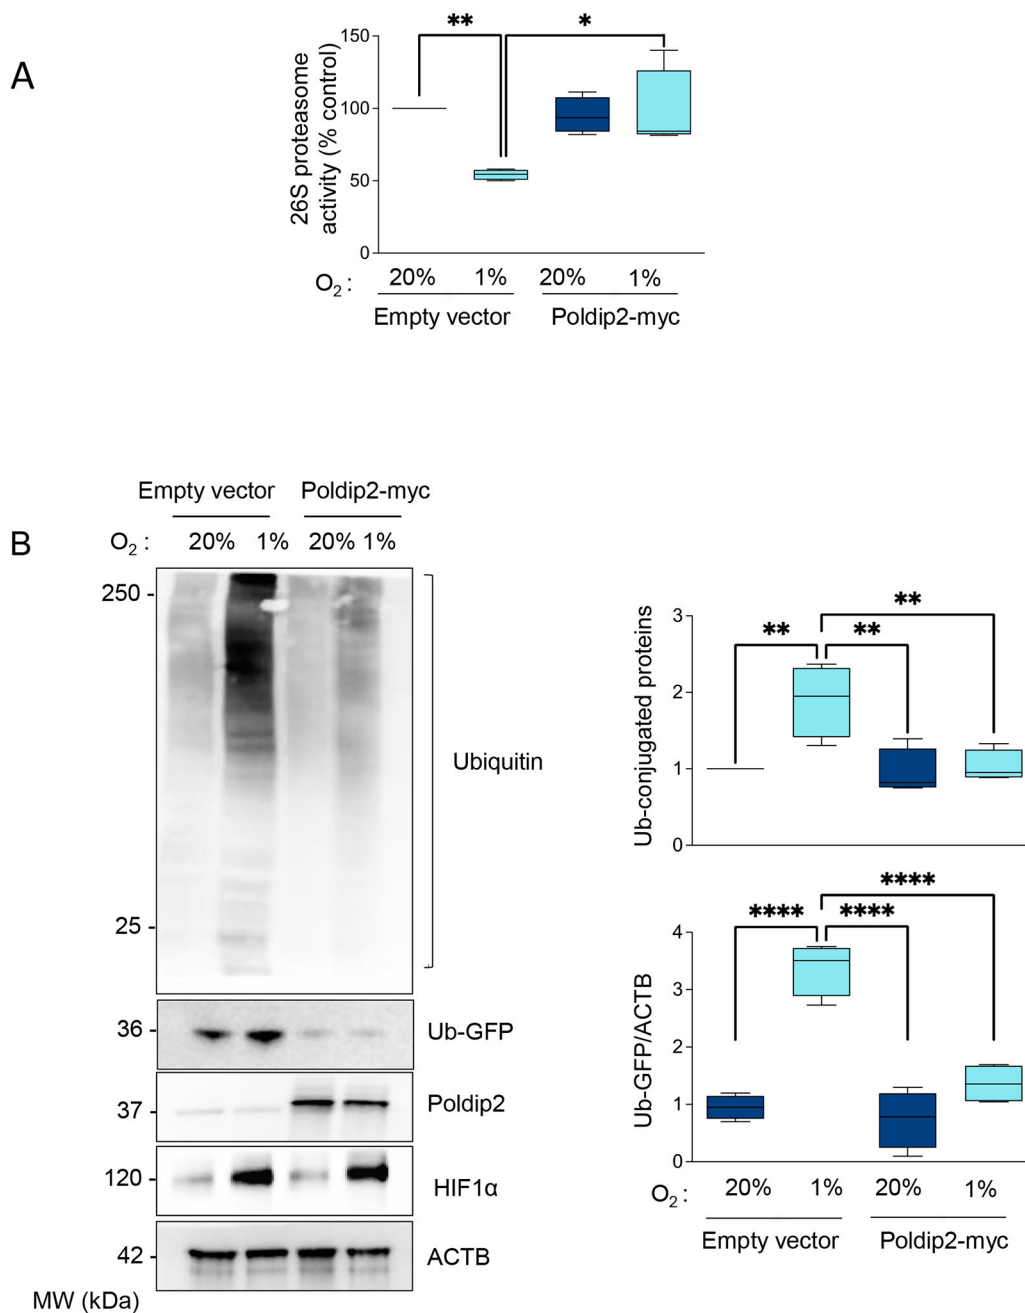 A
26S proteasome
activity (% control)
150
100
50
0
**
*
O2 :
20%
1%
20%
1%
Empty vector
Poldip2-myc
B
Empty vector
Poldip2-myc
O2 :
20%
1%
20%
1%
250
25
Ubiquitin
36
Ub-GFP
37
Poldip2
120
HIF1α
42
ACTB
MW (kDa)
Ub-conjugated proteins
3
2
1
0
**
**
**
Ub-GFP/ACTB
4
3
2
1
0
****
****
****
O2 :
20%
1%
20%
1%
Empty vector
Poldip2-myc